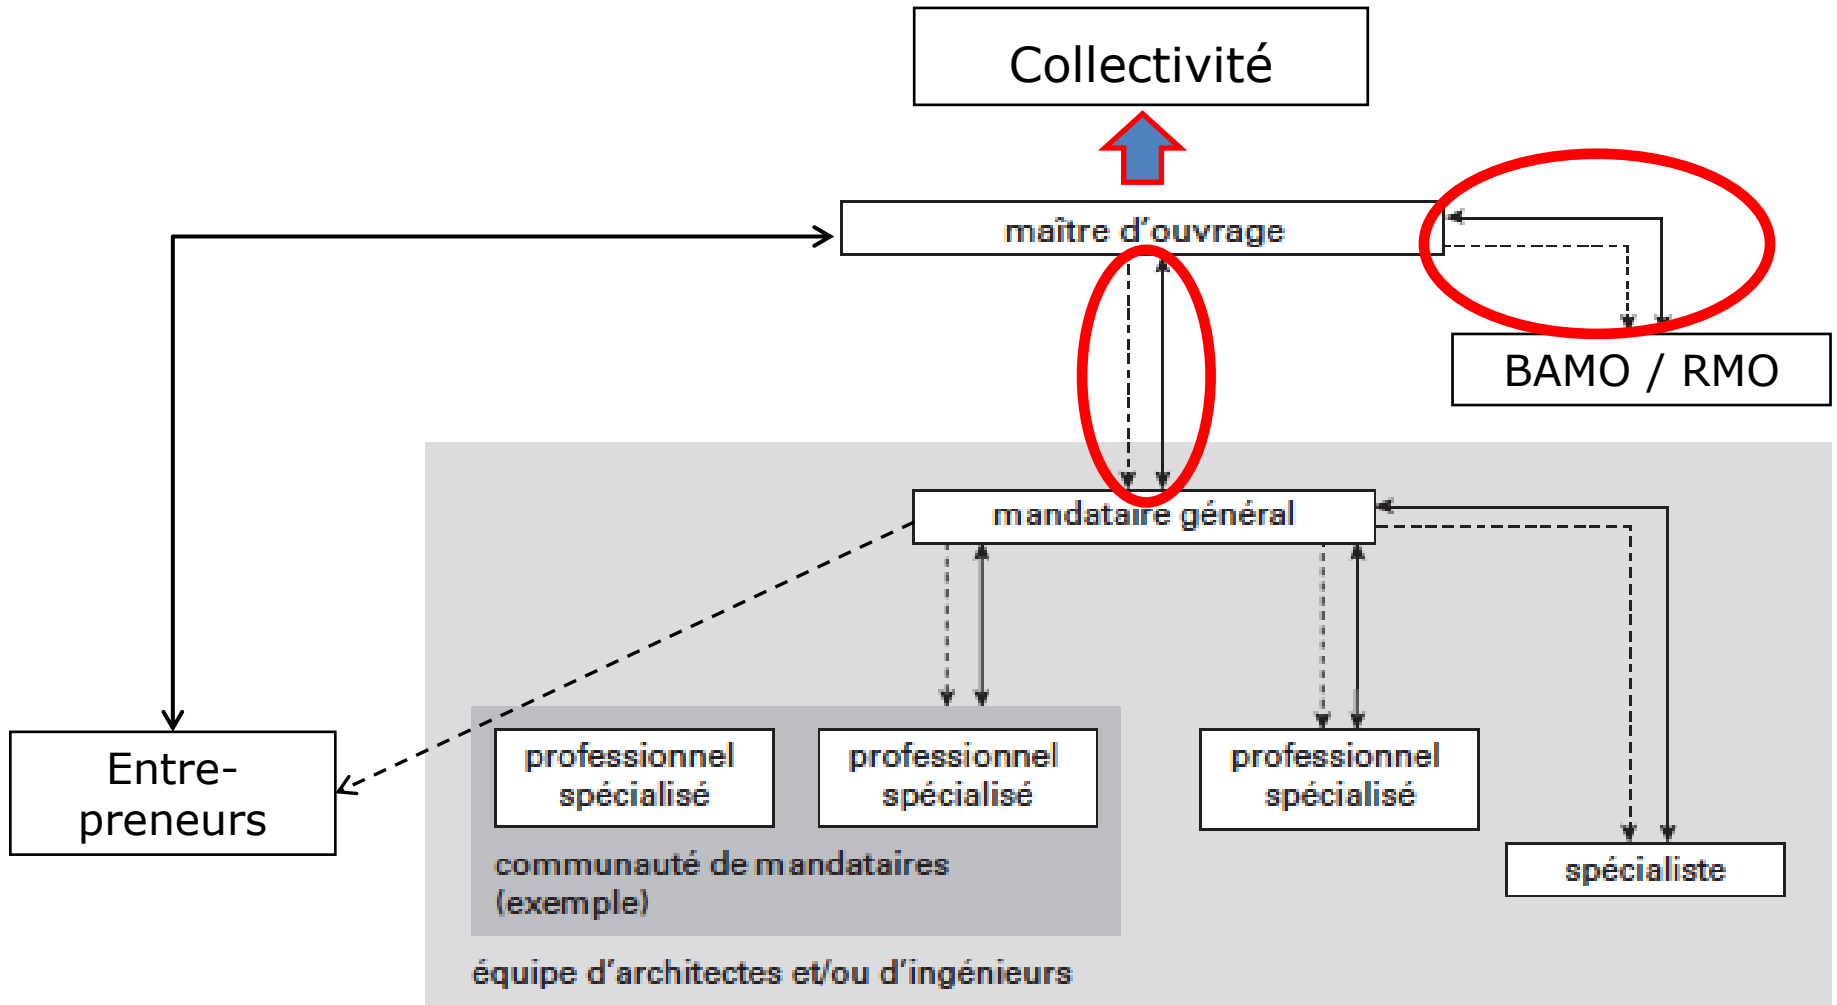 Collectivité
maître d'ouvrage
BAMO / RMO
mandataire général
Entre-
preneurs
professionnel
spécialisé
professionnel
spécialisé
professionnel
spécialisé
spécialiste
communauté de mandataires
(exemple)
équipe d'architectes et/ou d'ingénieurs